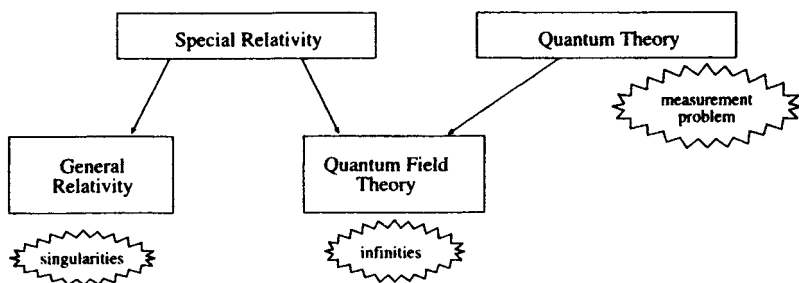 Special Relativity
Quantum Theory
measurement
problem
General
Relativity
Quantum Field
Theory
singularities
infinities